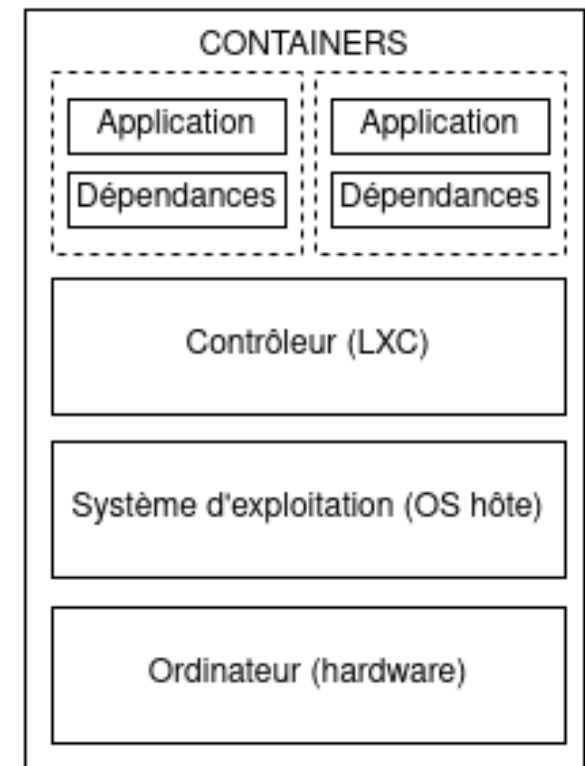 CONTAINERS
Application
Dépendances
Application
Dépendances
Contrôleur (LXC)
Système d'exploitation (OS hôte)
Ordinateur (hardware)